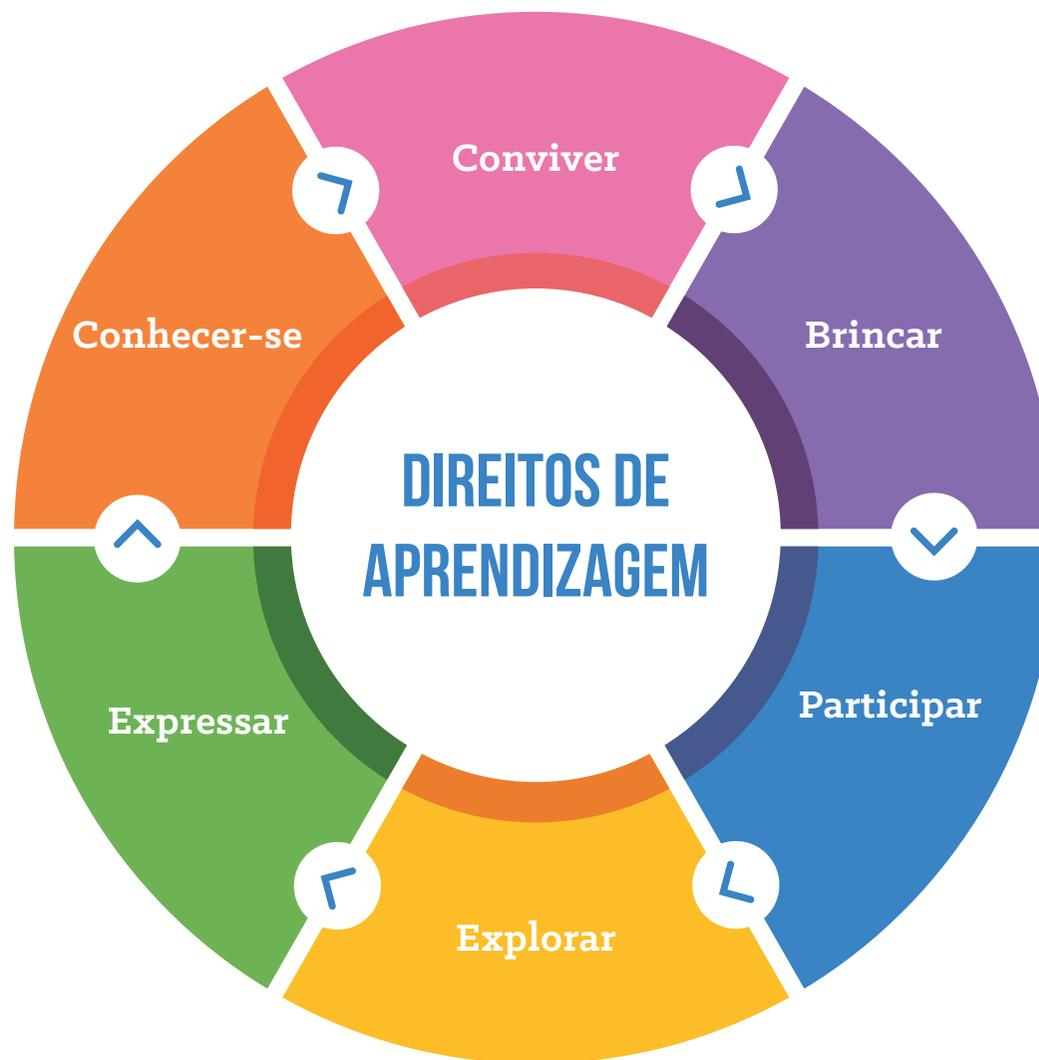 Conviver
Brincar
Conhecer-se
DIREITOS DE
APRENDIZAGEM
Participar
Expressar
Explorar